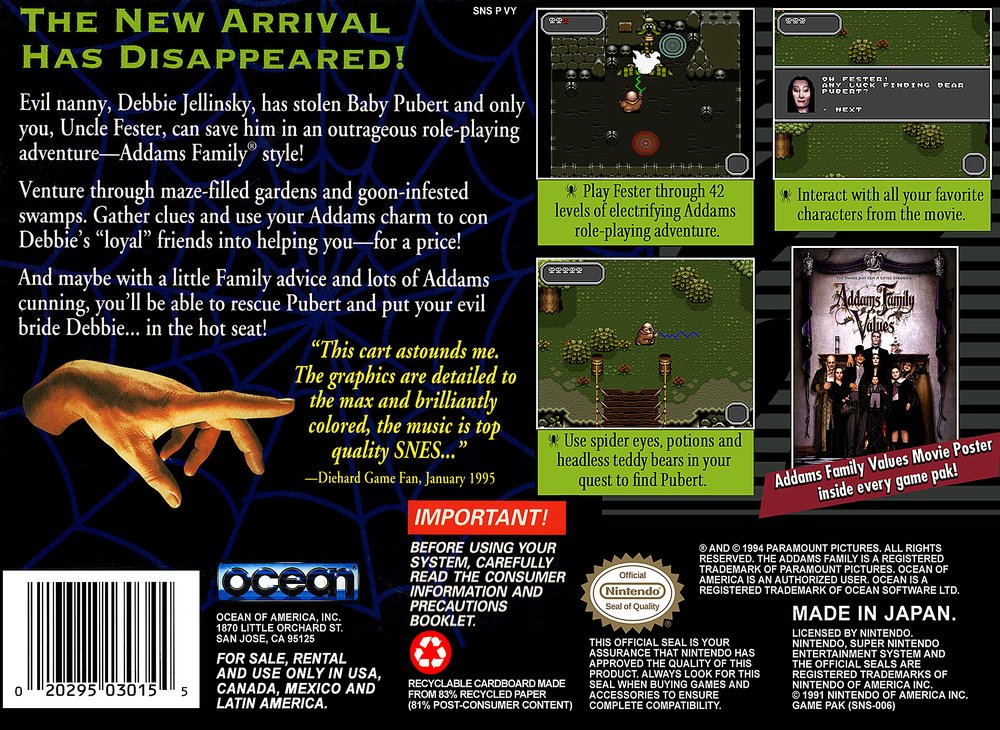 SNS P VY
THE NEW ARRIVAL
HAS DISAPPEARED!
Evil nanny, Debbie Jellinsky, has stolen Baby Pubert and only
you, Uncle Fester, can save him in an outrageous role-playing
adventure—Addams Family® style!
Venture through maze-filled gardens and goon-infested
swamps. Gather clues and use your Addams charm to con
Debbie's “loyal” friends into helping you—for a price!
And maybe with a little Family advice and lots of Addams
cunning, you'll be able to rescue Pubert and put your evil
bride Debbie... in the hot seat!
“This cart astounds me.
The graphics are detailed to
the max and brilliantly
colored, the music is top
quality SNES...”
—Diehard Game Fan, January 1995
Play Fester through 42
levels of electrifying Addams
role-playing adventure.
OH FESTER!
ANY LUCK FINDING DEAR
PUBERT?
- NEXT
Interact with all your favorite
characters from the movie.
Use spider eyes, potions and
headless teddy bears in your
quest to find Pubert.
THE FAMILY JUST GOT A LITTLE STRANGER.
Addams Family
Values
Addams Family Values Movie Poster
inside every game pak!
0 20295 03015 5
ocean
OCEAN OF AMERICA, INC.
1870 LITTLE ORCHARD ST.
SAN JOSE, CA 95125
FOR SALE, RENTAL
AND USE ONLY IN USA,
CANADA, MEXICO AND
LATIN AMERICA.
IMPORTANT!
BEFORE USING YOUR
SYSTEM, CAREFULLY
READ THE CONSUMER
INFORMATION AND
PRECAUTIONS
BOOKLET.
RECYCLABLE CARDBOARD MADE
FROM 83% RECYCLED PAPER
(81% POST-CONSUMER CONTENT)
Official
Nintendo®
Seal of Quality
®
THIS OFFICIAL SEAL IS YOUR
ASSURANCE THAT NINTENDO HAS
APPROVED THE QUALITY OF THIS
PRODUCT. ALWAYS LOOK FOR THIS
SEAL WHEN BUYING GAMES AND
ACCESSORIES TO ENSURE
COMPLETE COMPATIBILITY.
® AND © 1994 PARAMOUNT PICTURES. ALL RIGHTS
RESERVED. THE ADDAMS FAMILY IS A REGISTERED
TRADEMARK OF PARAMOUNT PICTURES. OCEAN OF
AMERICA IS AN AUTHORIZED USER. OCEAN IS A
REGISTERED TRADEMARK OF OCEAN SOFTWARE LTD.
MADE IN JAPAN.
LICENSED BY NINTENDO.
NINTENDO, SUPER NINTENDO
ENTERTAINMENT SYSTEM AND
THE OFFICIAL SEALS ARE
REGISTERED TRADEMARKS OF
NINTENDO OF AMERICA INC.
© 1991 NINTENDO OF AMERICA INC.
GAME PAK (SNS-006)